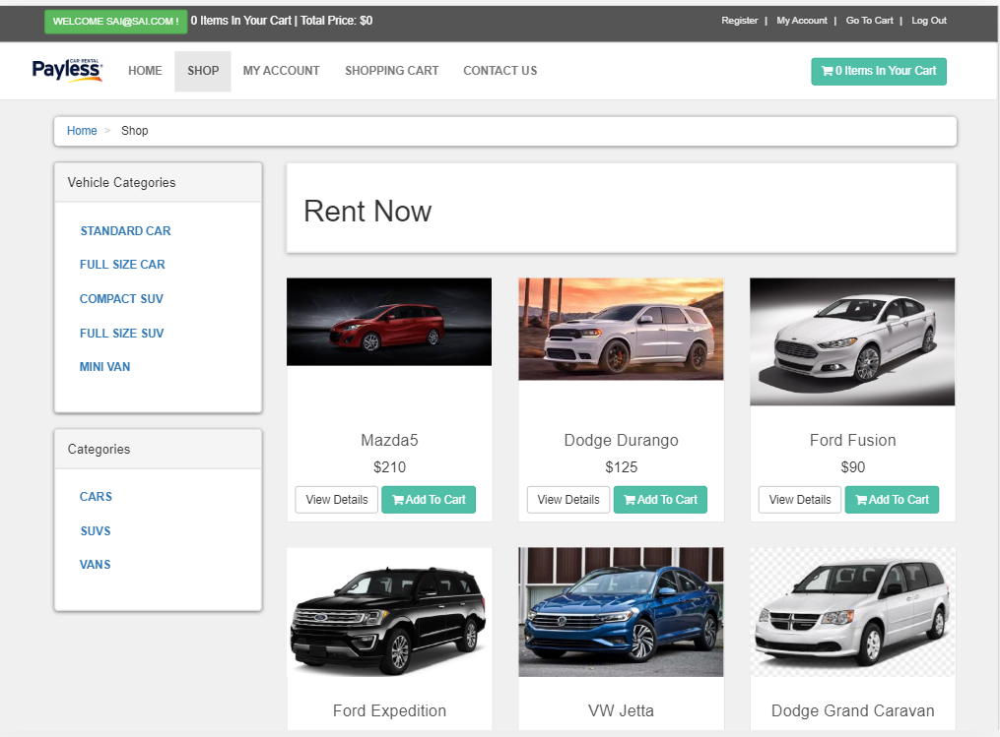 WELCOME SAI@SAI.COM ! 0 Items In Your Cart | Total Price: $0
Register | My Account | Go To Cart | Log Out
CAR RENTAL
Payless
HOME SHOP MY ACCOUNT SHOPPING CART CONTACT US
0 Items In Your Cart
Home > Shop
Vehicle Categories
STANDARD CAR
FULL SIZE CAR
COMPACT SUV
FULL SIZE SUV
MINI VAN
Categories
CARS
SUVS
VANS
Rent Now
Mazda5
$210
View Details Add To Cart
Dodge Durango
$125
View Details Add To Cart
Ford Fusion
$90
View Details Add To Cart
Ford Expedition
VW Jetta
Dodge Grand Caravan